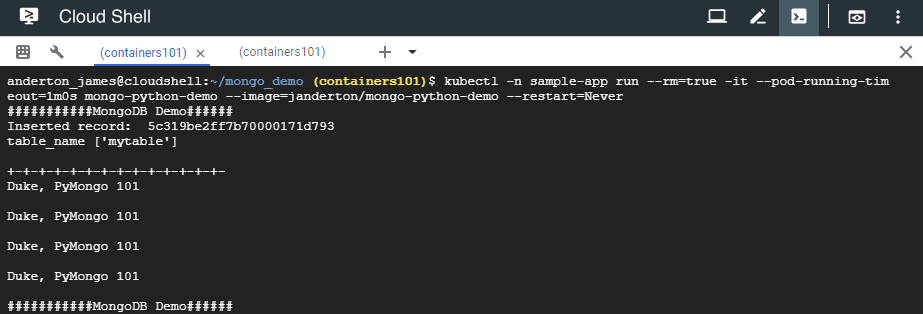 Cloud Shell
(containers101) × (containers101) +
anderton_james@cloudshell:~/mongo_demo (containers101)$ kubectl -n sample-app run --rm=true -it --pod-running-tim
eout=1m0s mongo-python-demo --image=janderton/mongo-python-demo --restart=Never
###########MongoDB Demo######
Inserted record:  5c319be2ff7b70000171d793
table_name ['mytable']
+-+-+-+-+-+-+-+-+-+-+-+-+-+-
Duke, PyMongo 101
Duke, PyMongo 101
Duke, PyMongo 101
Duke, PyMongo 101
###########MongoDB Demo######